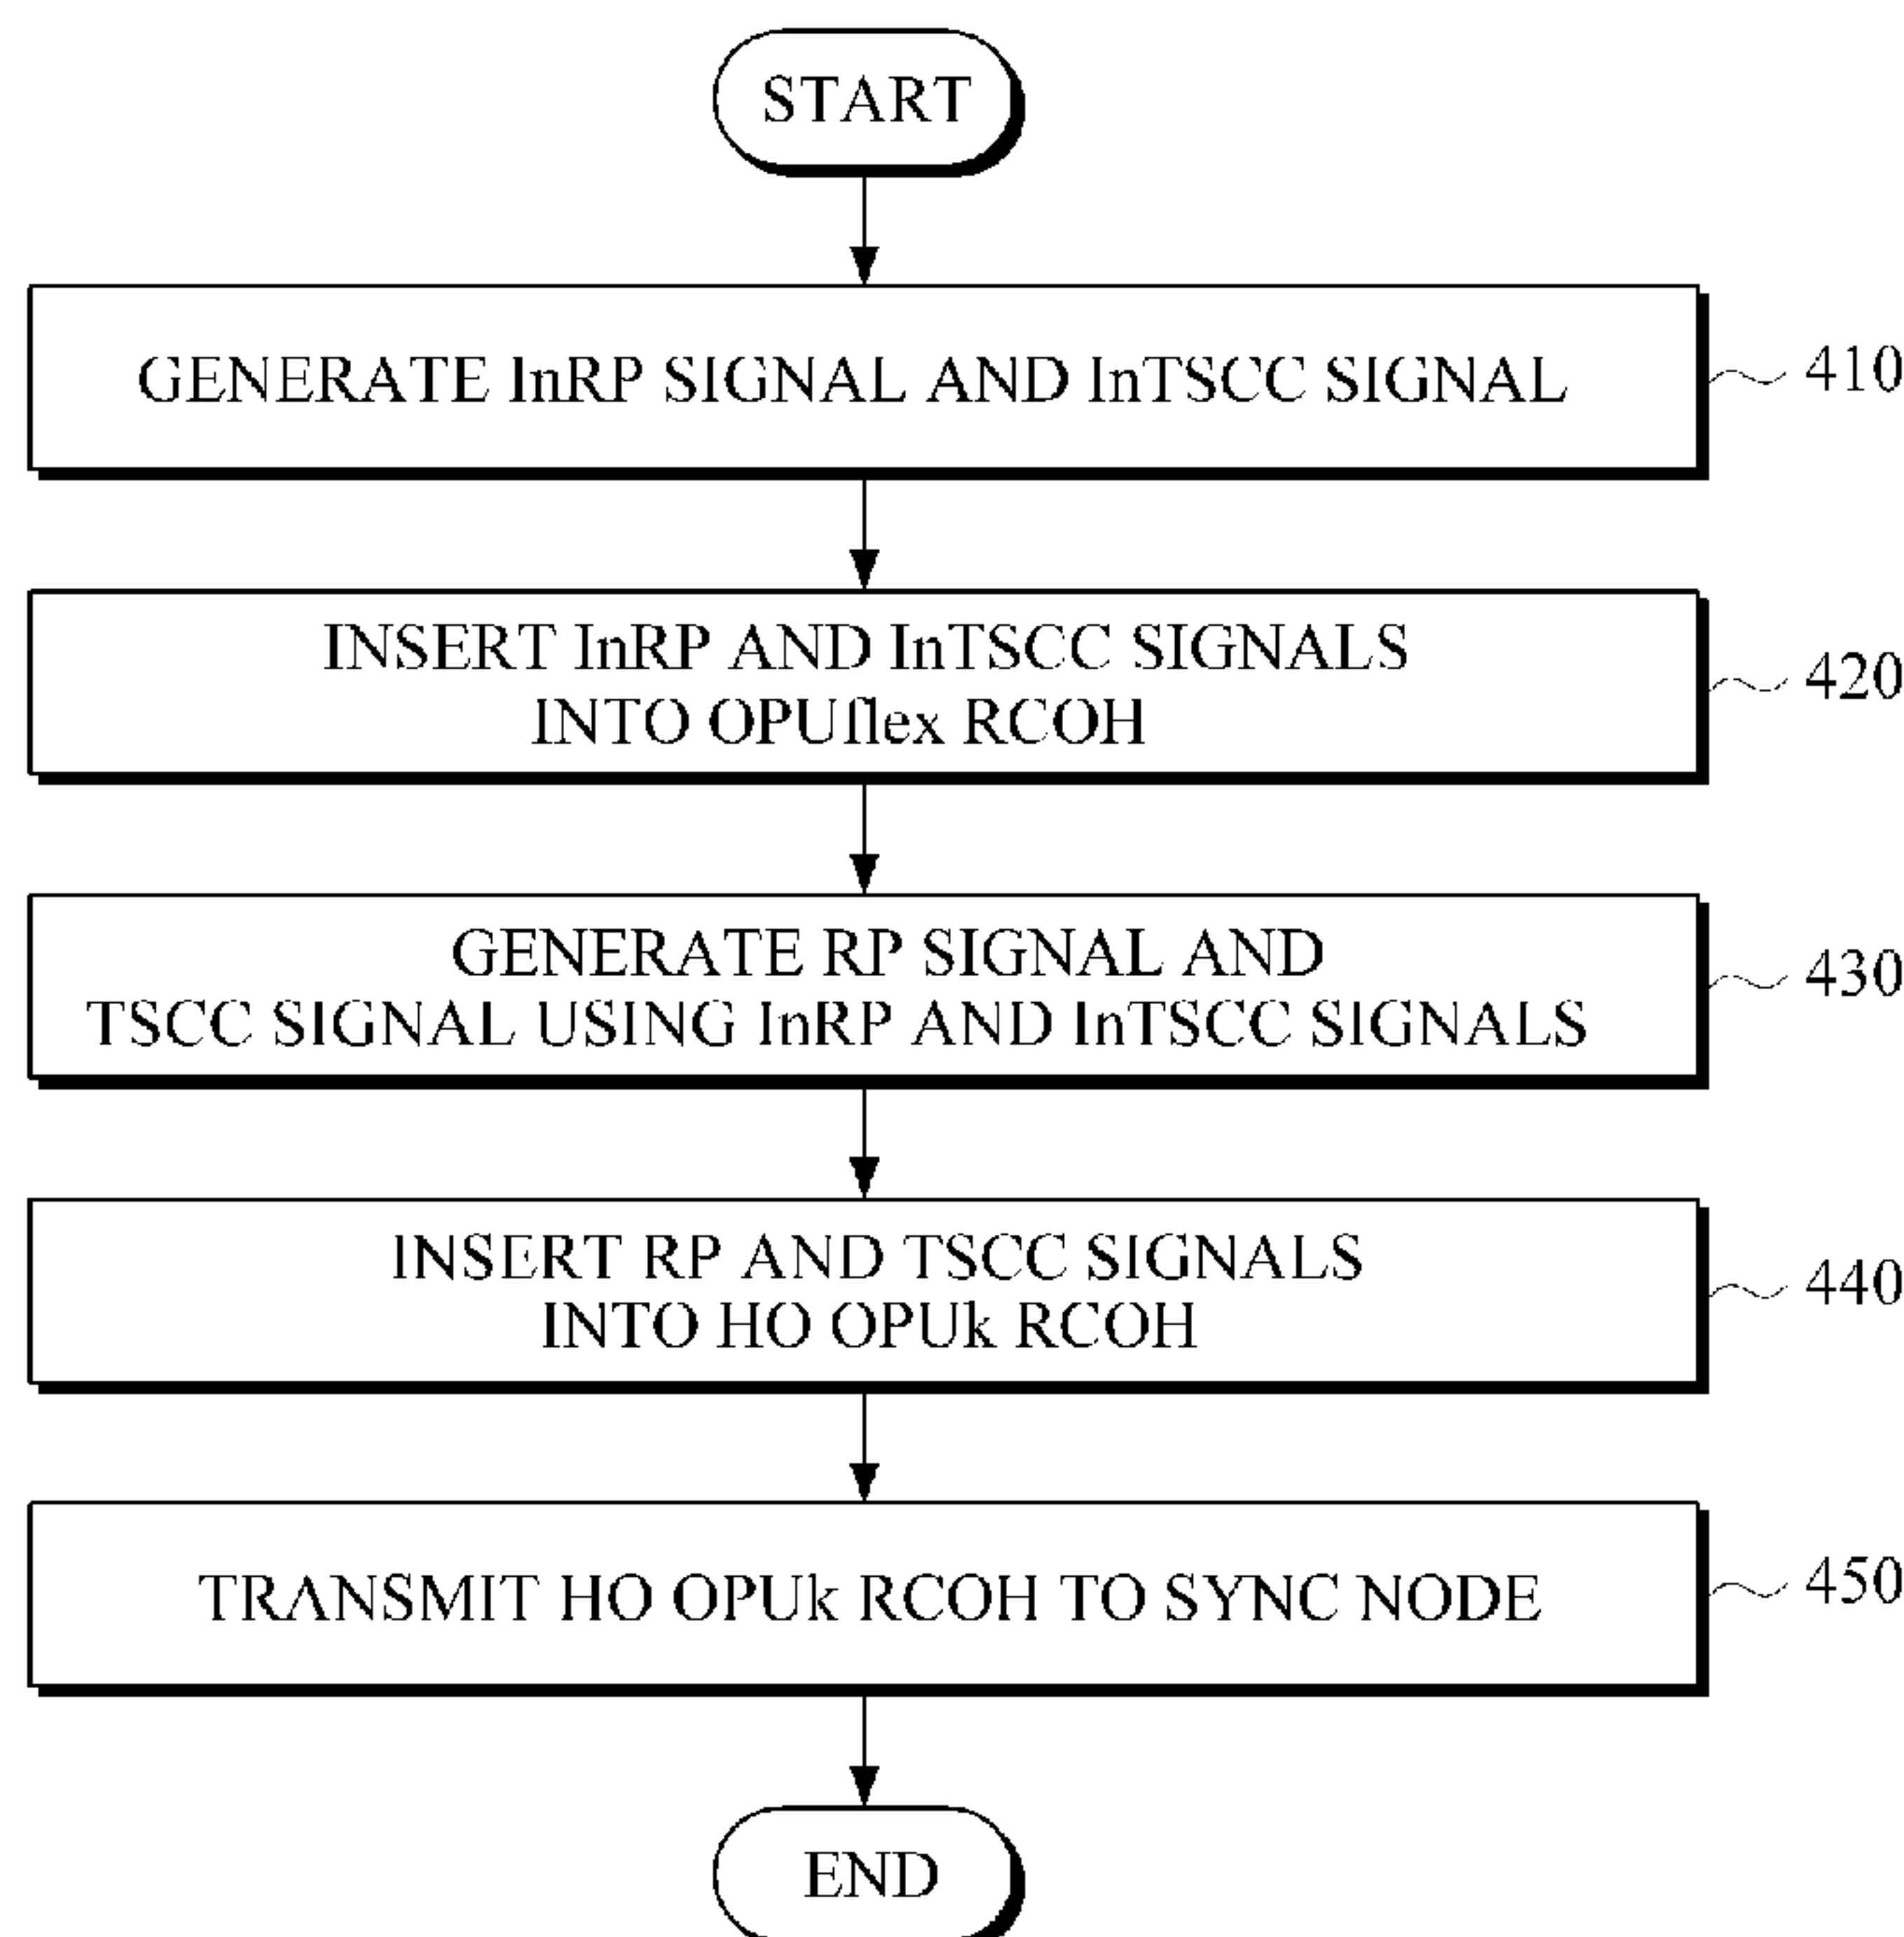 START
GENERATE InRP SIGNAL AND InTSCC SIGNAL
410
INSERT InRP AND InTSCC SIGNALS
INTO OPUflex RCOH
420
GENERATE RP SIGNAL AND
TSCC SIGNAL USING InRP AND InTSCC SIGNALS
430
INSERT RP AND TSCC SIGNALS
INTO HO OPUk RCOH
440
TRANSMIT HO OPUk RCOH TO SYNC NODE
450
END